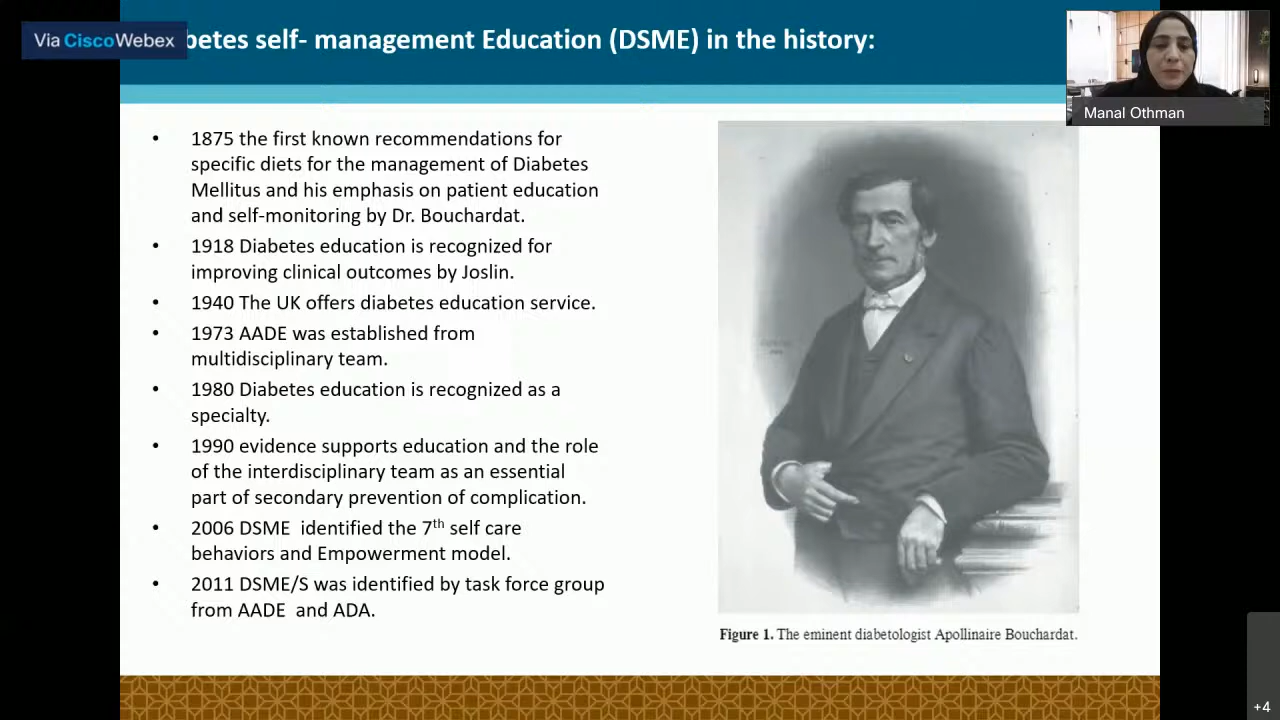 Via CiscoWebex
betes self- management Education (DSME) in the history:
Manal Othman
• 1875 the first known recommendations for
specific diets for the management of Diabetes
Mellitus and his emphasis on patient education
and self-monitoring by Dr. Bouchardat.
• 1918 Diabetes education is recognized for
improving clinical outcomes by Joslin.
• 1940 The UK offers diabetes education service.
• 1973 AADE was established from
multidisciplinary team.
• 1980 Diabetes education is recognized as a
specialty.
• 1990 evidence supports education and the role
of the interdisciplinary team as an essential
part of secondary prevention of complication.
• 2006 DSME  identified the 7th self care
behaviors and Empowerment model.
• 2011 DSME/S was identified by task force group
from AADE  and ADA.
Figure 1. The eminent diabetologist Apollinaire Bouchardat.
+4